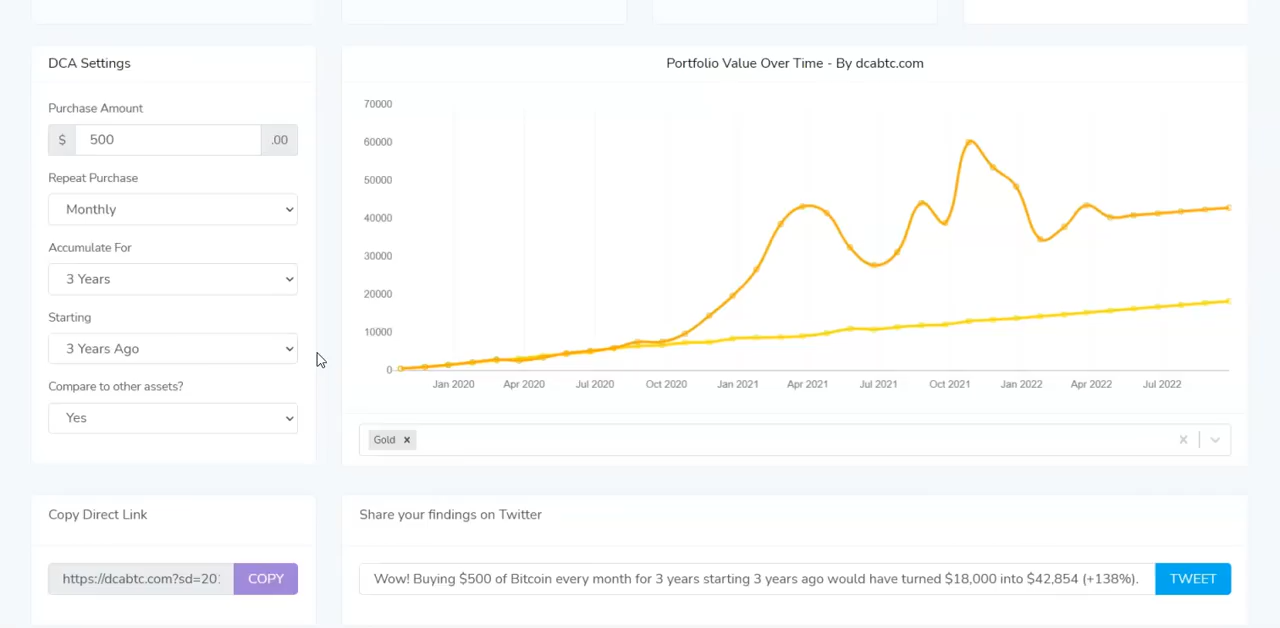 DCA Settings
Purchase Amount
$ 500 .00
Repeat Purchase
Monthly
Accumulate For
3 Years
Starting
3 Years Ago
Compare to other assets?
Yes
Portfolio Value Over Time - By dcabtc.com
70000
60000
50000
40000
30000
20000
10000
0
Jan 2020 Apr 2020 Jul 2020 Oct 2020 Jan 2021 Apr 2021 Jul 2021 Oct 2021 Jan 2022 Apr 2022 Jul 2022
Gold x
Copy Direct Link
https://dcabtc.com?sd=20 COPY
Share your findings on Twitter
Wow! Buying $500 of Bitcoin every month for 3 years starting 3 years ago would have turned $18,000 into $42,854 (+138%). TWEET